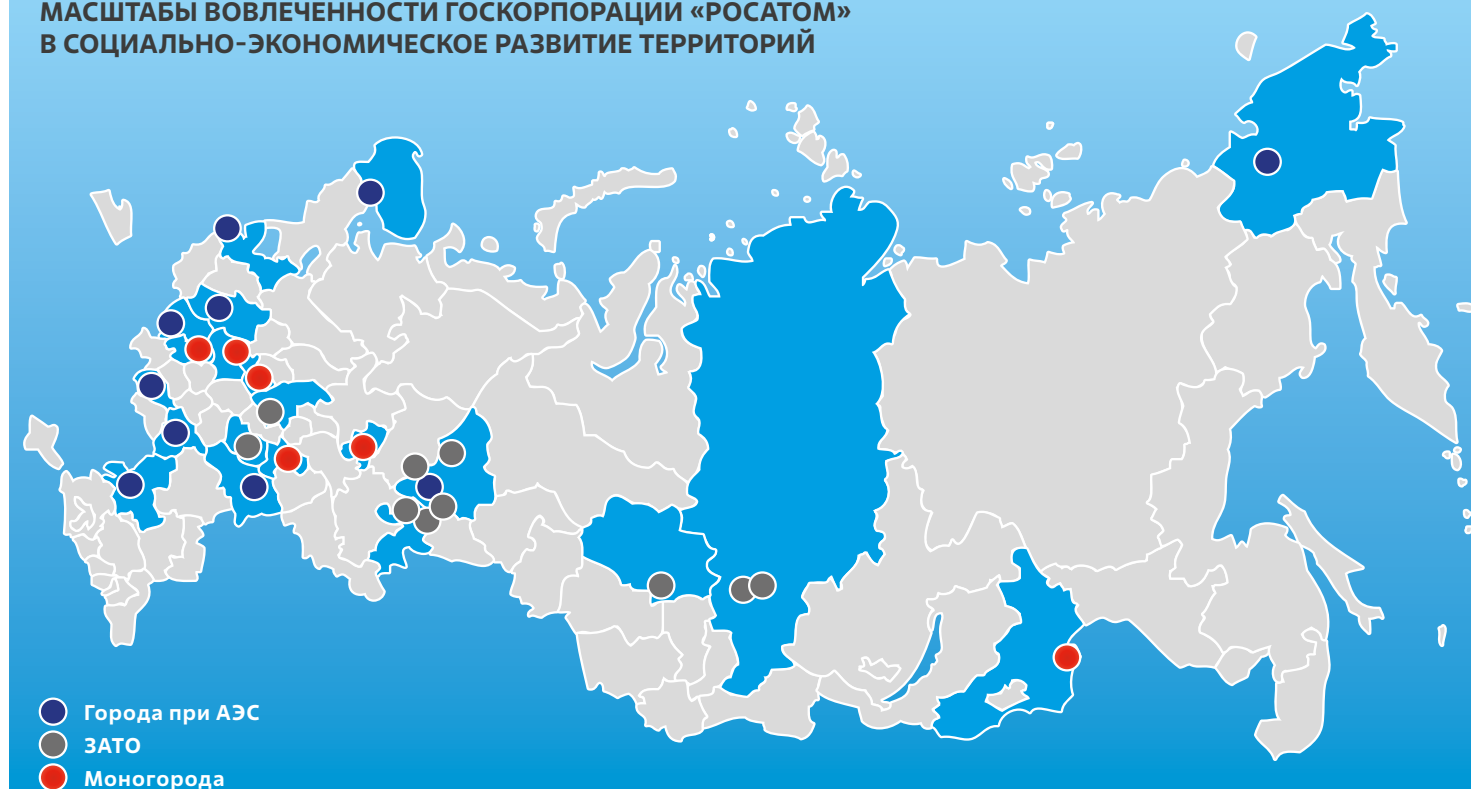 МАСШТАБЫ ВОВЛЕЧЕННОСТИ ГОСКОРПОРАЦИИ «РОСАТОМ»
В СОЦИАЛЬНО-ЭКОНОМИЧЕСКОЕ РАЗВИТИЕ ТЕРРИТОРИЙ
Города при АЭС
ЗАТО
Моногорода